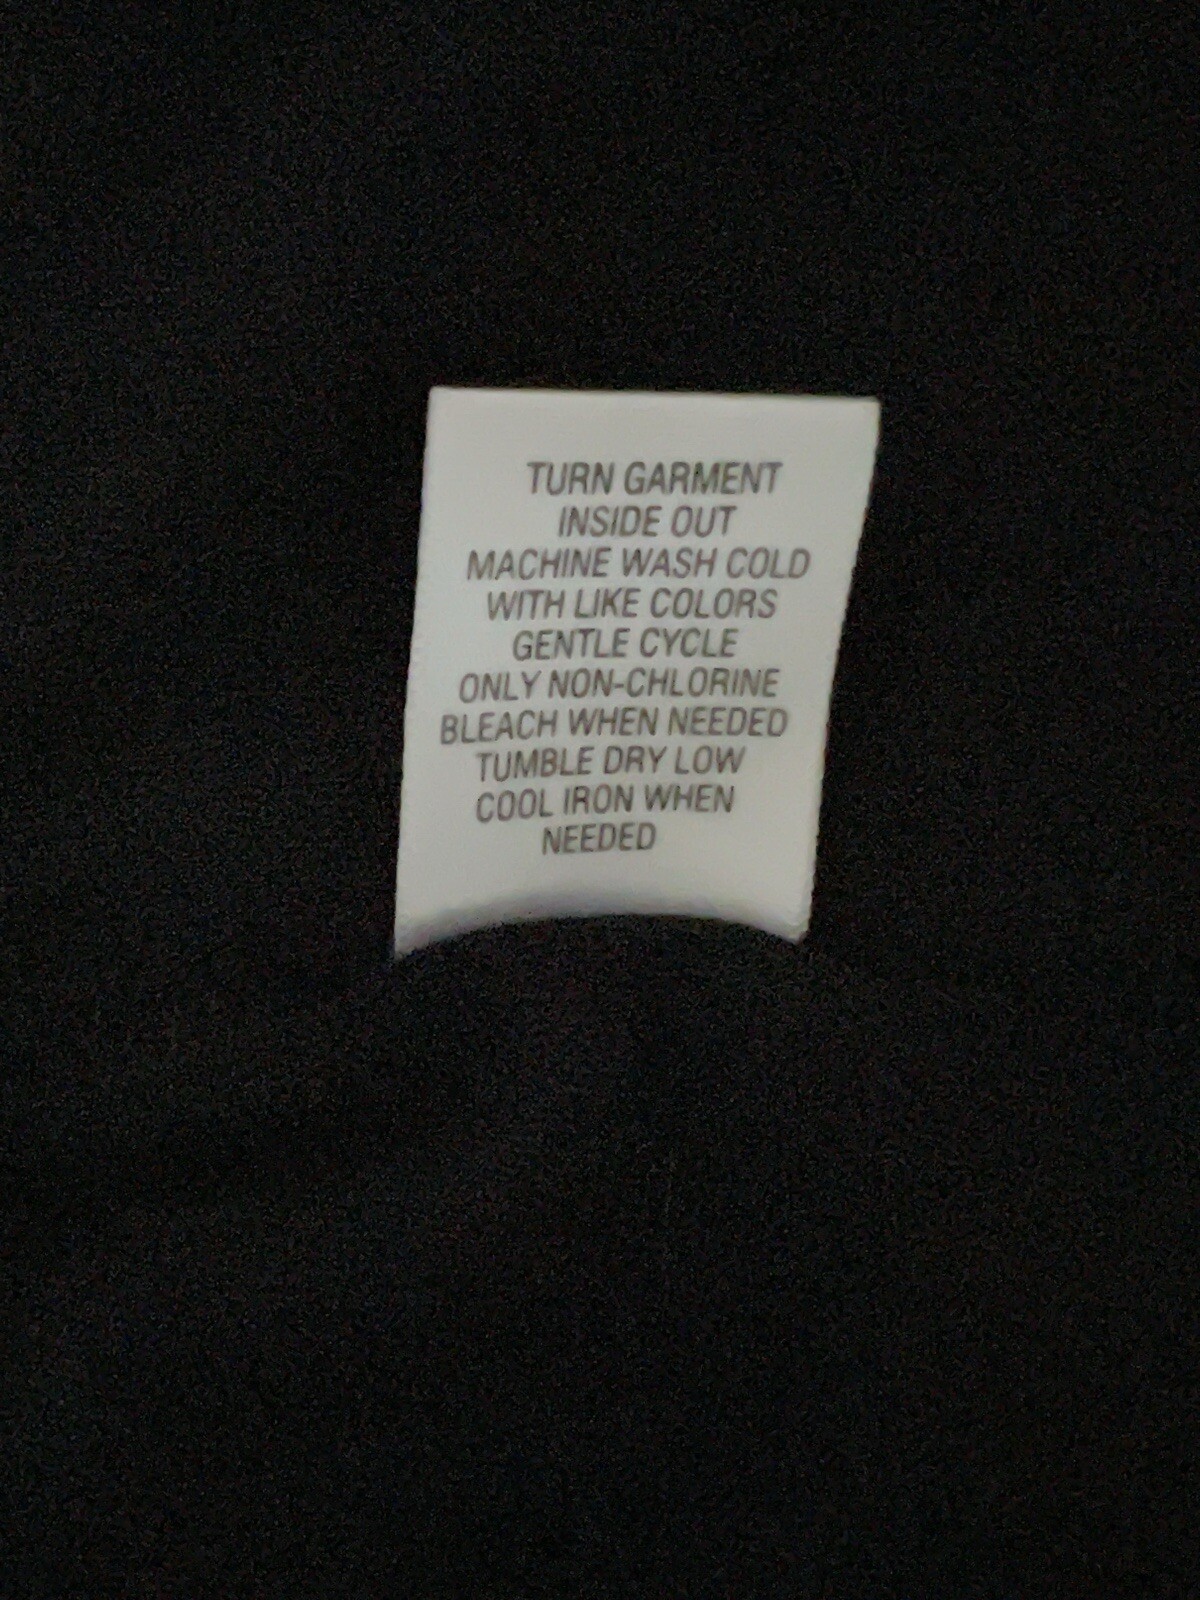 TURN GARMENT
INSIDE OUT
MACHINE WASH COLD
WITH LIKE COLORS
GENTLE CYCLE
ONLY NON-CHLORINE
BLEACH WHEN NEEDED
TUMBLE DRY LOW
COOL IRON WHEN
NEEDED